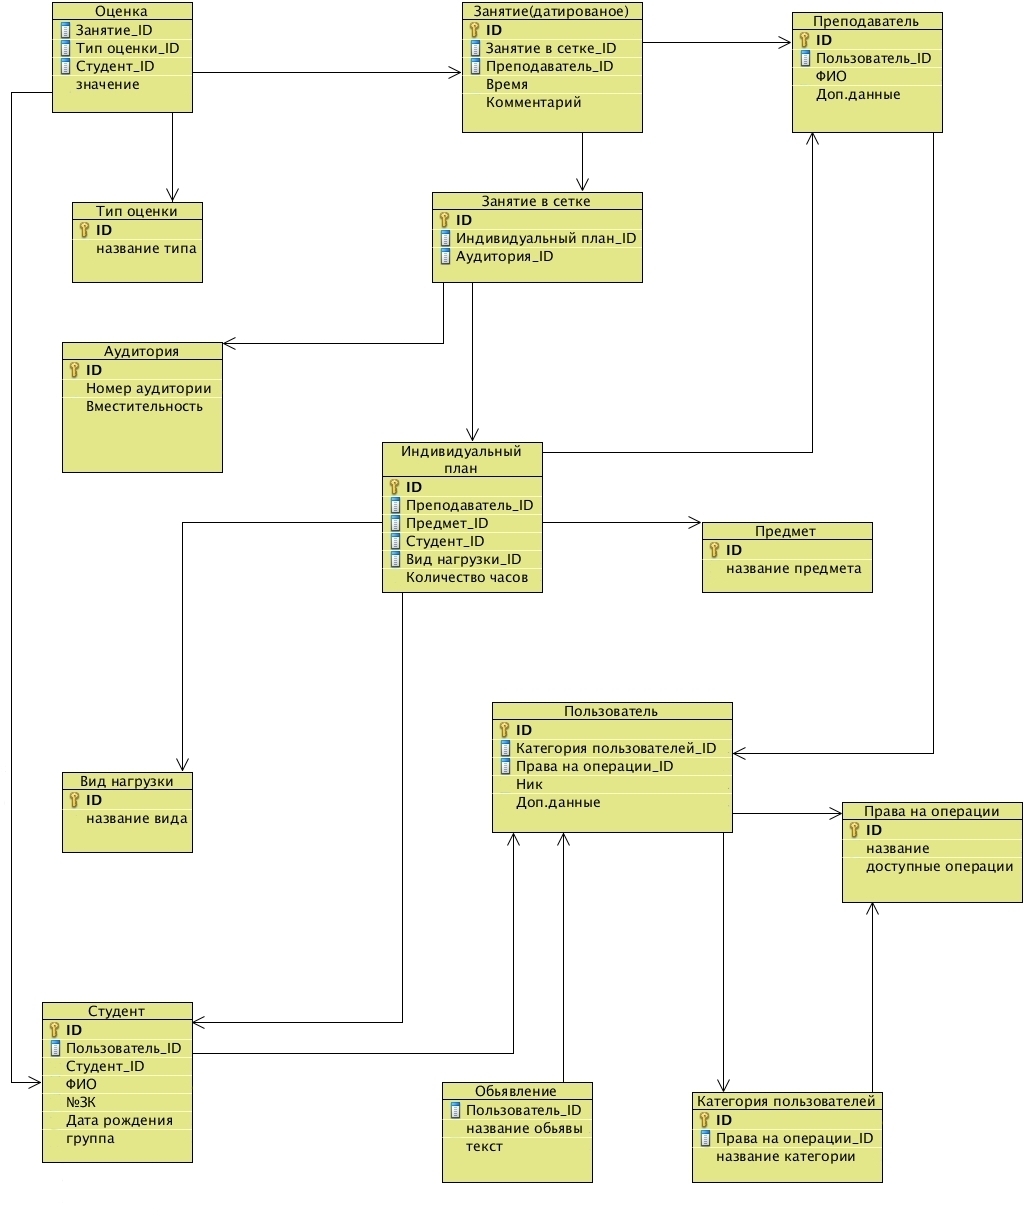 Оценка
Занятие_ID
Тип оценки_ID
Студент_ID
значение
Занятие(датированое)
ID
Занятие в сетке_ID
Преподаватель_ID
Время
Комментарий
Преподаватель
ID
Пользователь_ID
ФИО
Доп.данные
Тип оценки
ID
название типа
Занятие в сетке
ID
Индивидуальный план_ID
Аудитория_ID
Аудитория
ID
Номер аудитории
Вместительность
Индивидуальный
план
ID
Преподаватель_ID
Предмет_ID
Студент_ID
Вид нагрузки_ID
Количество часов
Предмет
ID
название предмета
Пользователь
ID
Категория пользователей_ID
Права на операции_ID
Ник
Доп.данные
Вид нагрузки
ID
название вида
Права на операции
ID
название
доступные операции
Студент
ID
Пользователь_ID
Студент_ID
ФИО
№ЗК
Дата рождения
группа
Обьявление
Пользователь_ID
название обьявы
текст
Категория пользователей
ID
Права на операции_ID
название категории